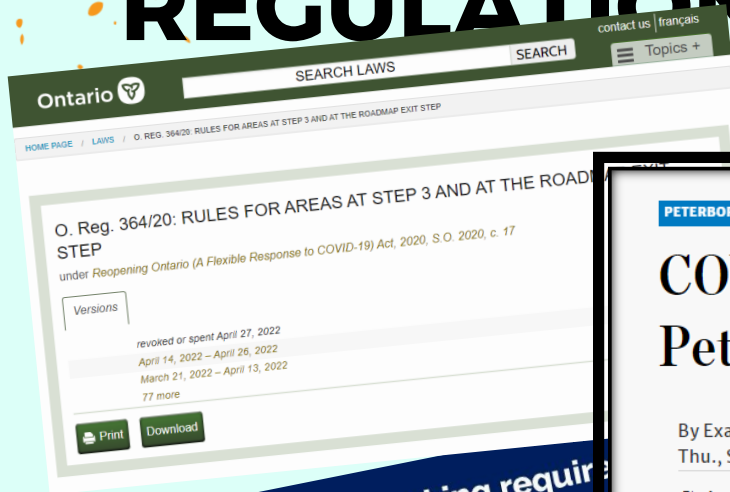 REGULATION
contact us | français
Ontario
SEARCH LAWS
SEARCH
Topics +
HOME PAGE / LAWS / O. REG. 364/20: RULES FOR AREAS AT STEP 3 AND AT THE ROADMAP EXIT STEP
O. Reg. 364/20: RULES FOR AREAS AT STEP 3 AND AT THE ROADMAP EXIT
STEP
under Reopening Ontario (A Flexible Response to COVID-19) Act, 2020, S.O. 2020, c. 17
Versions
revoked or spent April 27, 2022
April 14, 2022 – April 26, 2022
March 21, 2022 – April 13, 2022
77 more
Print
Download
PETERBO
CO
Pet
By Exa
Thu., S
king require